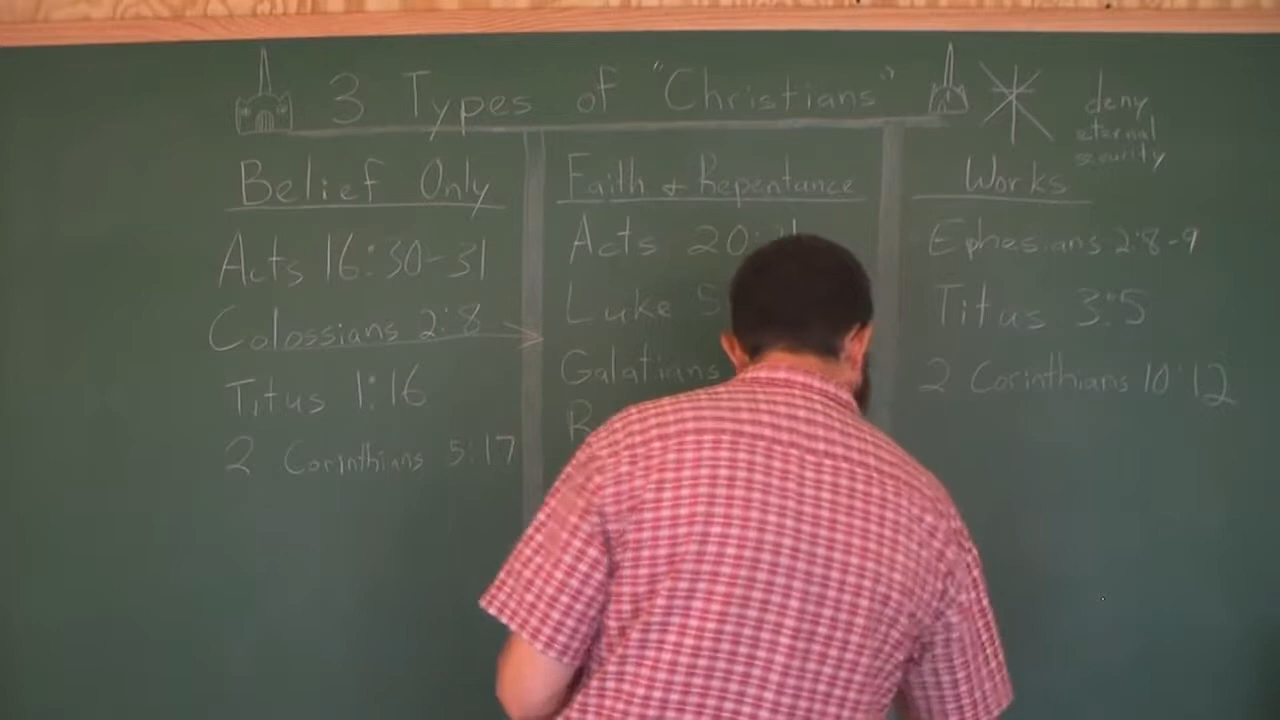 3 Types of "Christians"
deny
eternal
security
Belief Only
Acts 16:30-31
Colossians 2:8
Titus 1:16
2 Corinthians 5:17
Faith & Repentance
Acts 20:
Luke 5
Galatians
Works
Ephesians 2:8-9
Titus 3:5
2 Corinthians 10:12